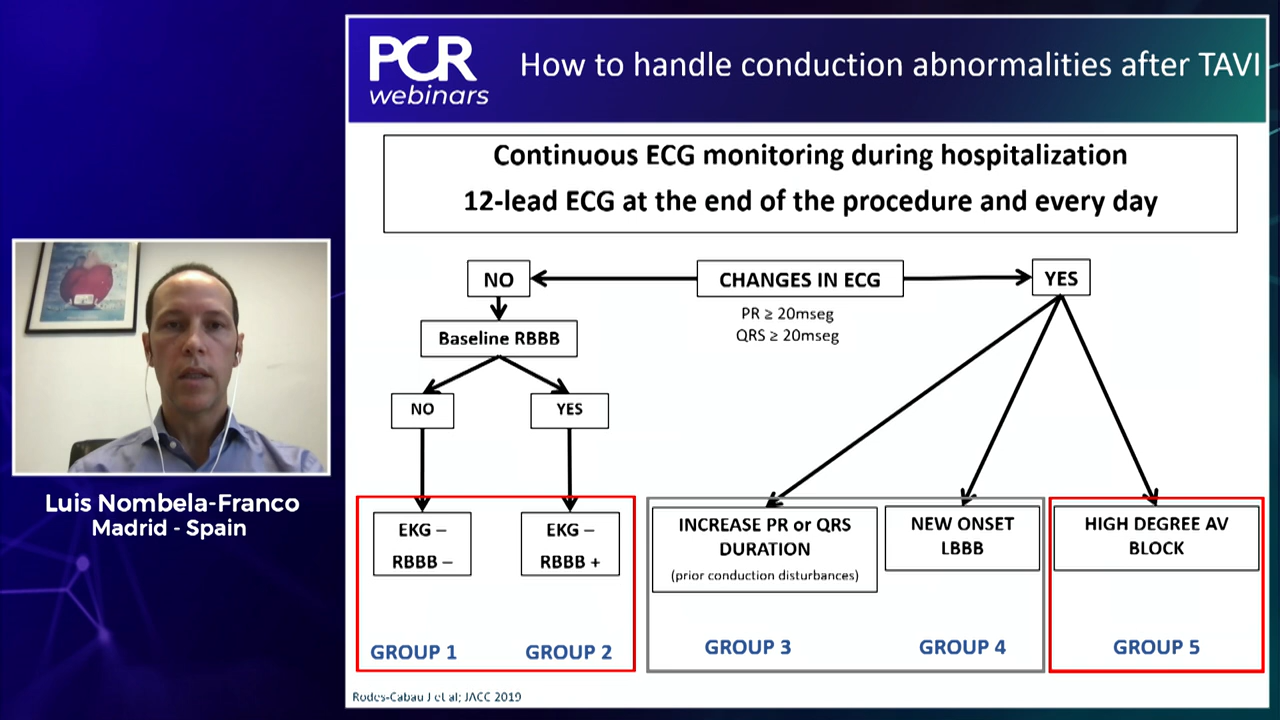 PCR
webinars
How to handle conduction abnormalities after TAVI
Continuous ECG monitoring during hospitalization
12-lead ECG at the end of the procedure and every day
NO
CHANGES IN ECG
YES
PR ≥ 20mseg
QRS ≥ 20mseg
Baseline RBBB
NO
YES
EKG –
RBBB –
EKG –
RBBB +
INCREASE PR or QRS
DURATION
(prior conduction disturbances)
NEW ONSET
LBBB
HIGH DEGREE AV
BLOCK
GROUP 1
GROUP 2
GROUP 3
GROUP 4
GROUP 5
Rodes-Cabau J et al; JACC 2019
Luis Nombela-Franco
Madrid - Spain